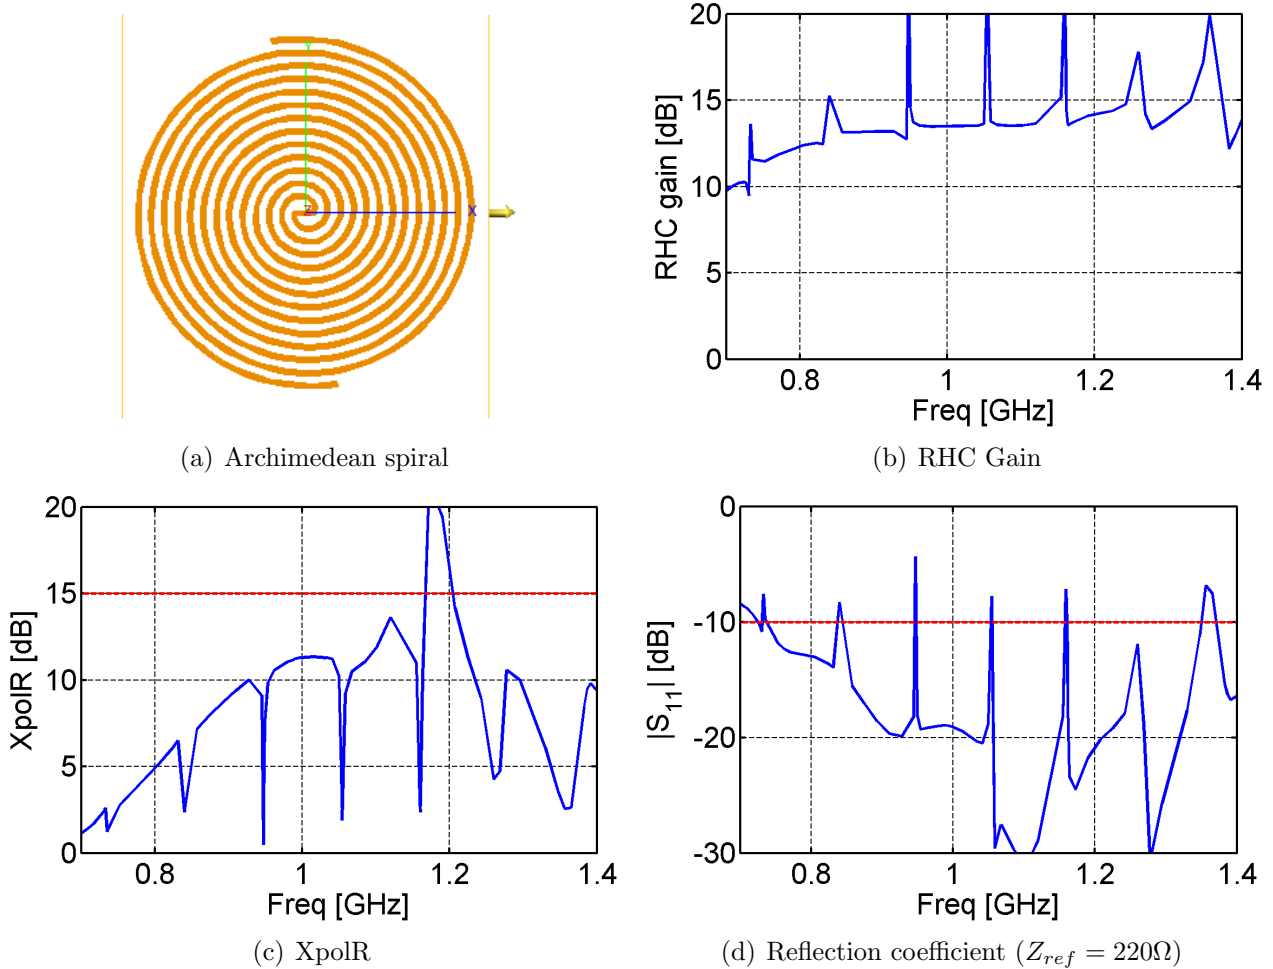 Y
Z
X
(a) Archimedean spiral
20
15
10
5
0
0.8
1
1.2
1.4
RHC gain [dB]
Freq [GHz]
(b) RHC Gain
20
15
10
5
0
0.8
1
1.2
1.4
XpolR [dB]
Freq [GHz]
(c) XpolR
0
-10
-20
-30
0.8
1
1.2
1.4
|S₁₁| [dB]
Freq [GHz]
(d) Reflection coefficient (Z_ref = 220Ω)